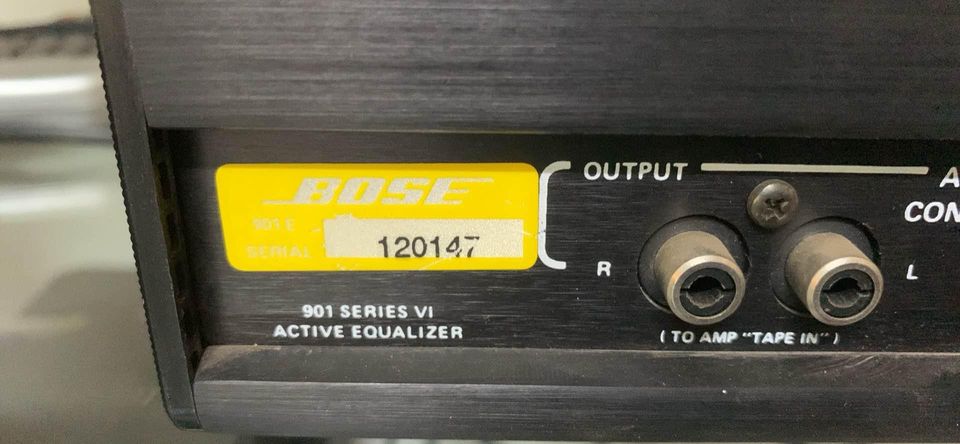 BOSE
901 E
SERIAL 120147
901 SERIES VI
ACTIVE EQUALIZER
OUTPUT
R
L
( TO AMP "TAPE IN" )